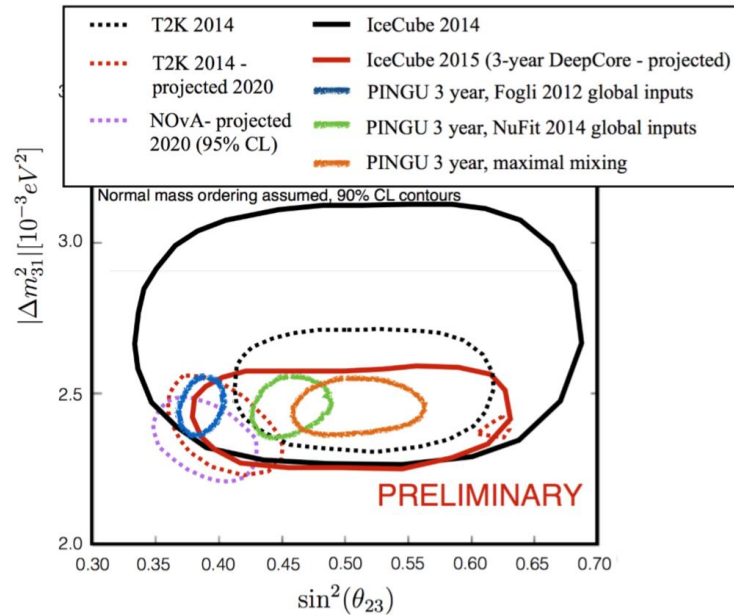 T2K 2014
T2K 2014 -
projected 2020
NOvA- projected
2020 (95% CL)
IceCube 2014
IceCube 2015 (3-year DeepCore - projected)
PINGU 3 year, Fogli 2012 global inputs
PINGU 3 year, NuFit 2014 global inputs
PINGU 3 year, maximal mixing
Normal mass ordering assumed, 90% CL contours
|Δm²₃₁| [10⁻³eV²]
3.0
2.5
2.0
PRELIMINARY
0.30 0.35 0.40 0.45 0.50 0.55 0.60 0.65 0.70
sin²(θ₂₃)